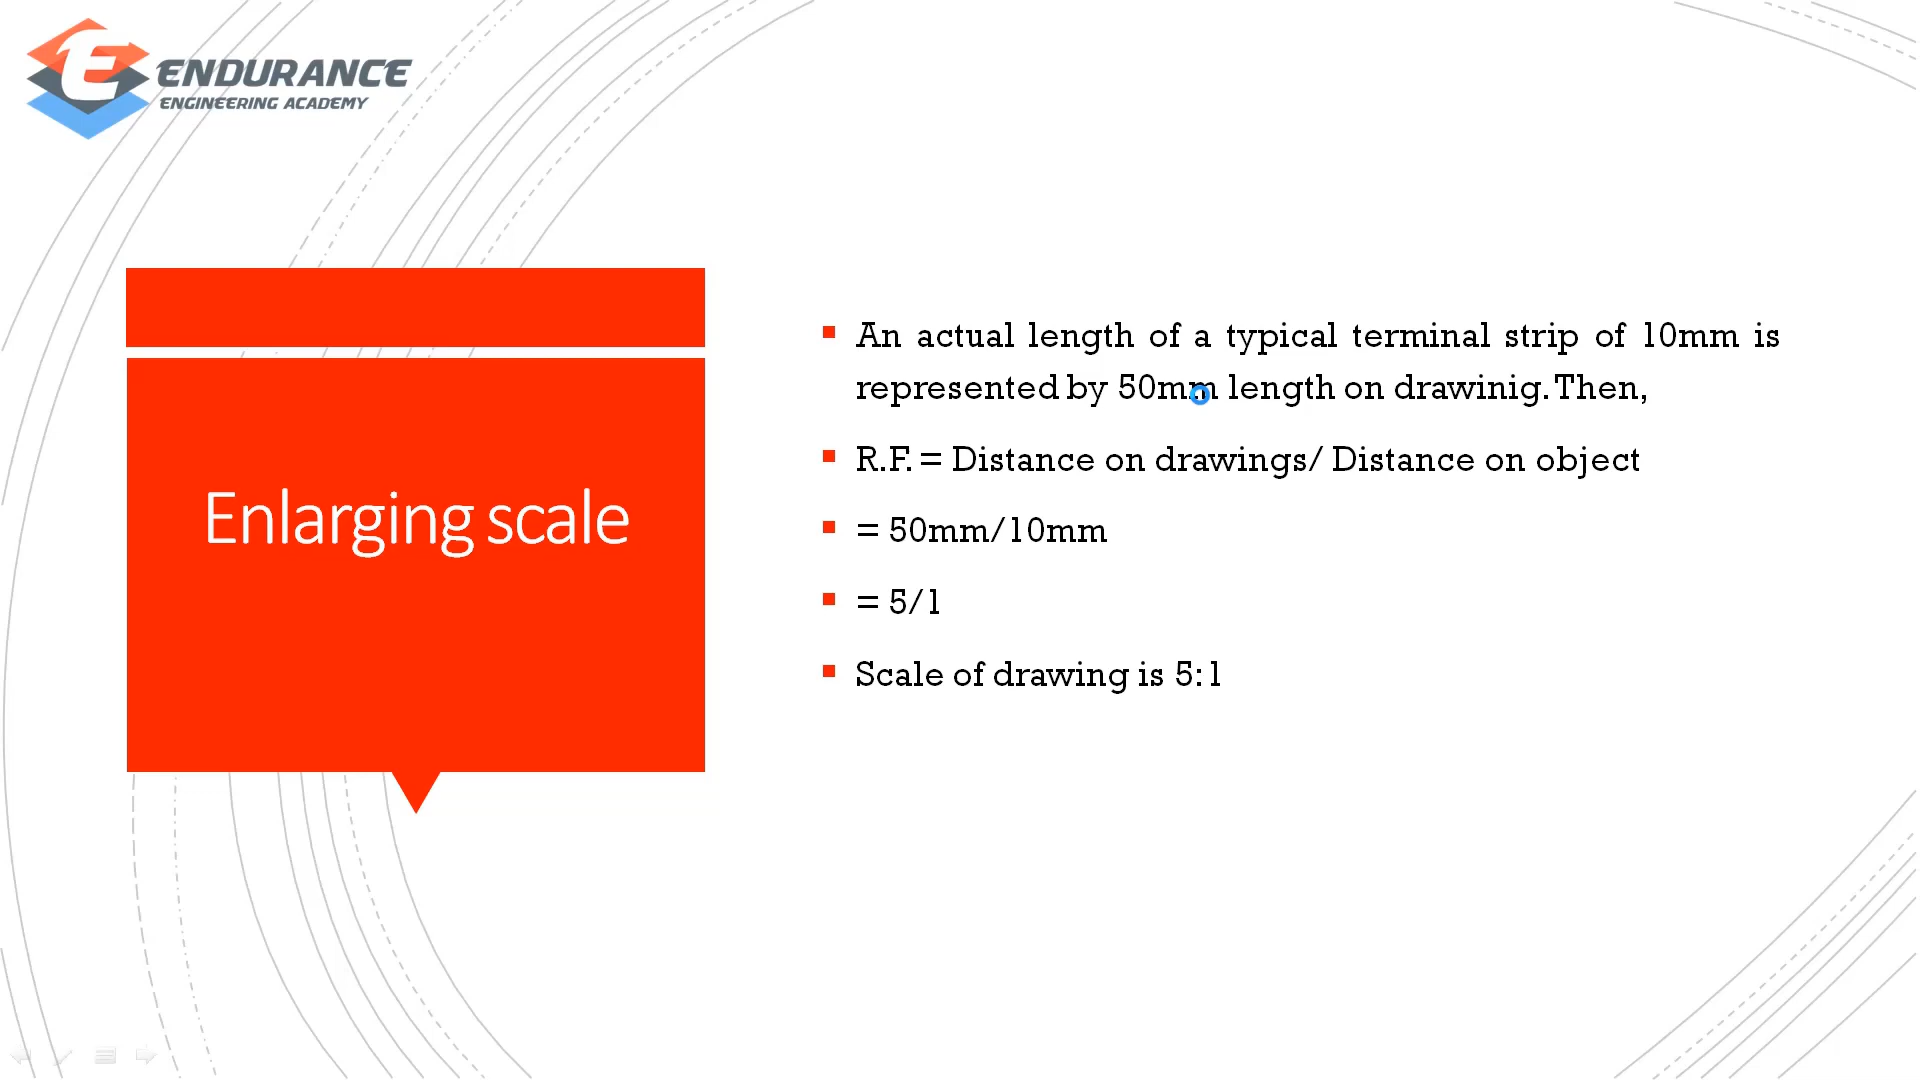 ENDURANCE
ENGINEERING ACADEMY
Enlarging scale
An actual length of a typical terminal strip of 10mm is
represented by 50mm length on drawinig. Then,
R.F. = Distance on drawings/ Distance on object
= 50mm/10mm
= 5/1
Scale of drawing is 5:1